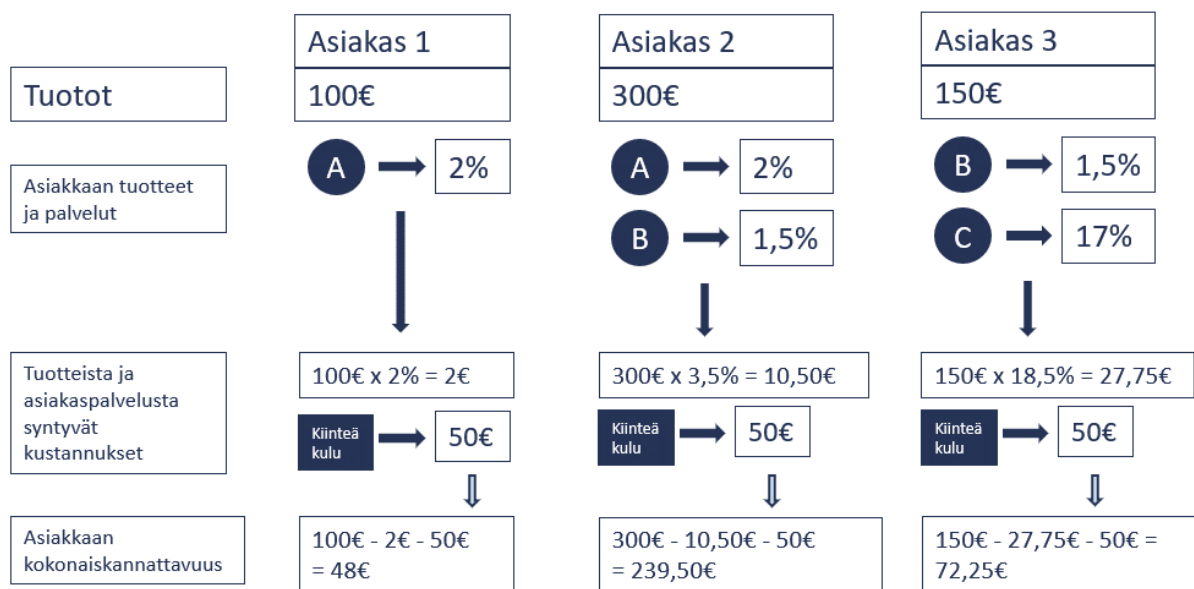 Asiakas 1
Asiakas 2
Asiakas 3
Tuotot
100€
300€
150€
Asiakkaan tuotteet
ja palvelut
A
2%
A
2%
B
1,5%
B
1,5%
C
17%
Tuotteista ja
asiakaspalvelusta
syntyvät
kustannukset
100€ x 2% = 2€
300€ x 3,5% = 10,50€
150€ x 18,5% = 27,75€
Kiinteä
kulu
50€
Kiinteä
kulu
50€
Kiinteä
kulu
50€
Asiakkaan
kokonaiskannattavuus
100€ - 2€ - 50€
= 48€
300€ - 10,50€ - 50€
= 239,50€
150€ - 27,75€ - 50€ =
72,25€